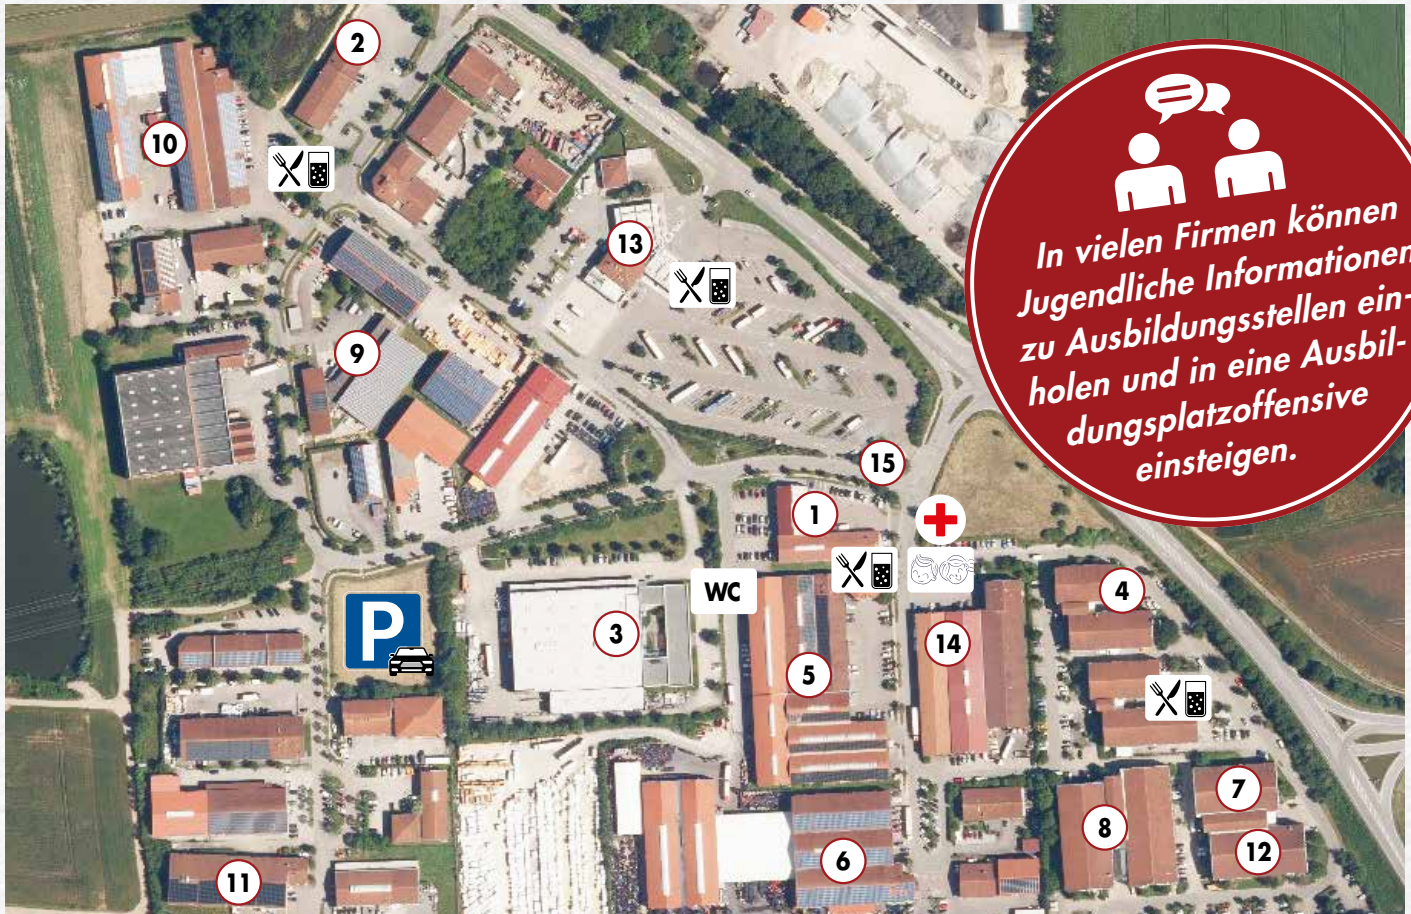 2
10
13
In vielen Firmen können
Jugendliche Informationen
zu Ausbildungsstellen ein-
holen und in eine Ausbil-
dungsplatzoffensive
einsteigen.
9
15
1
WC
P
3
5
14
4
7
8
12
6
11